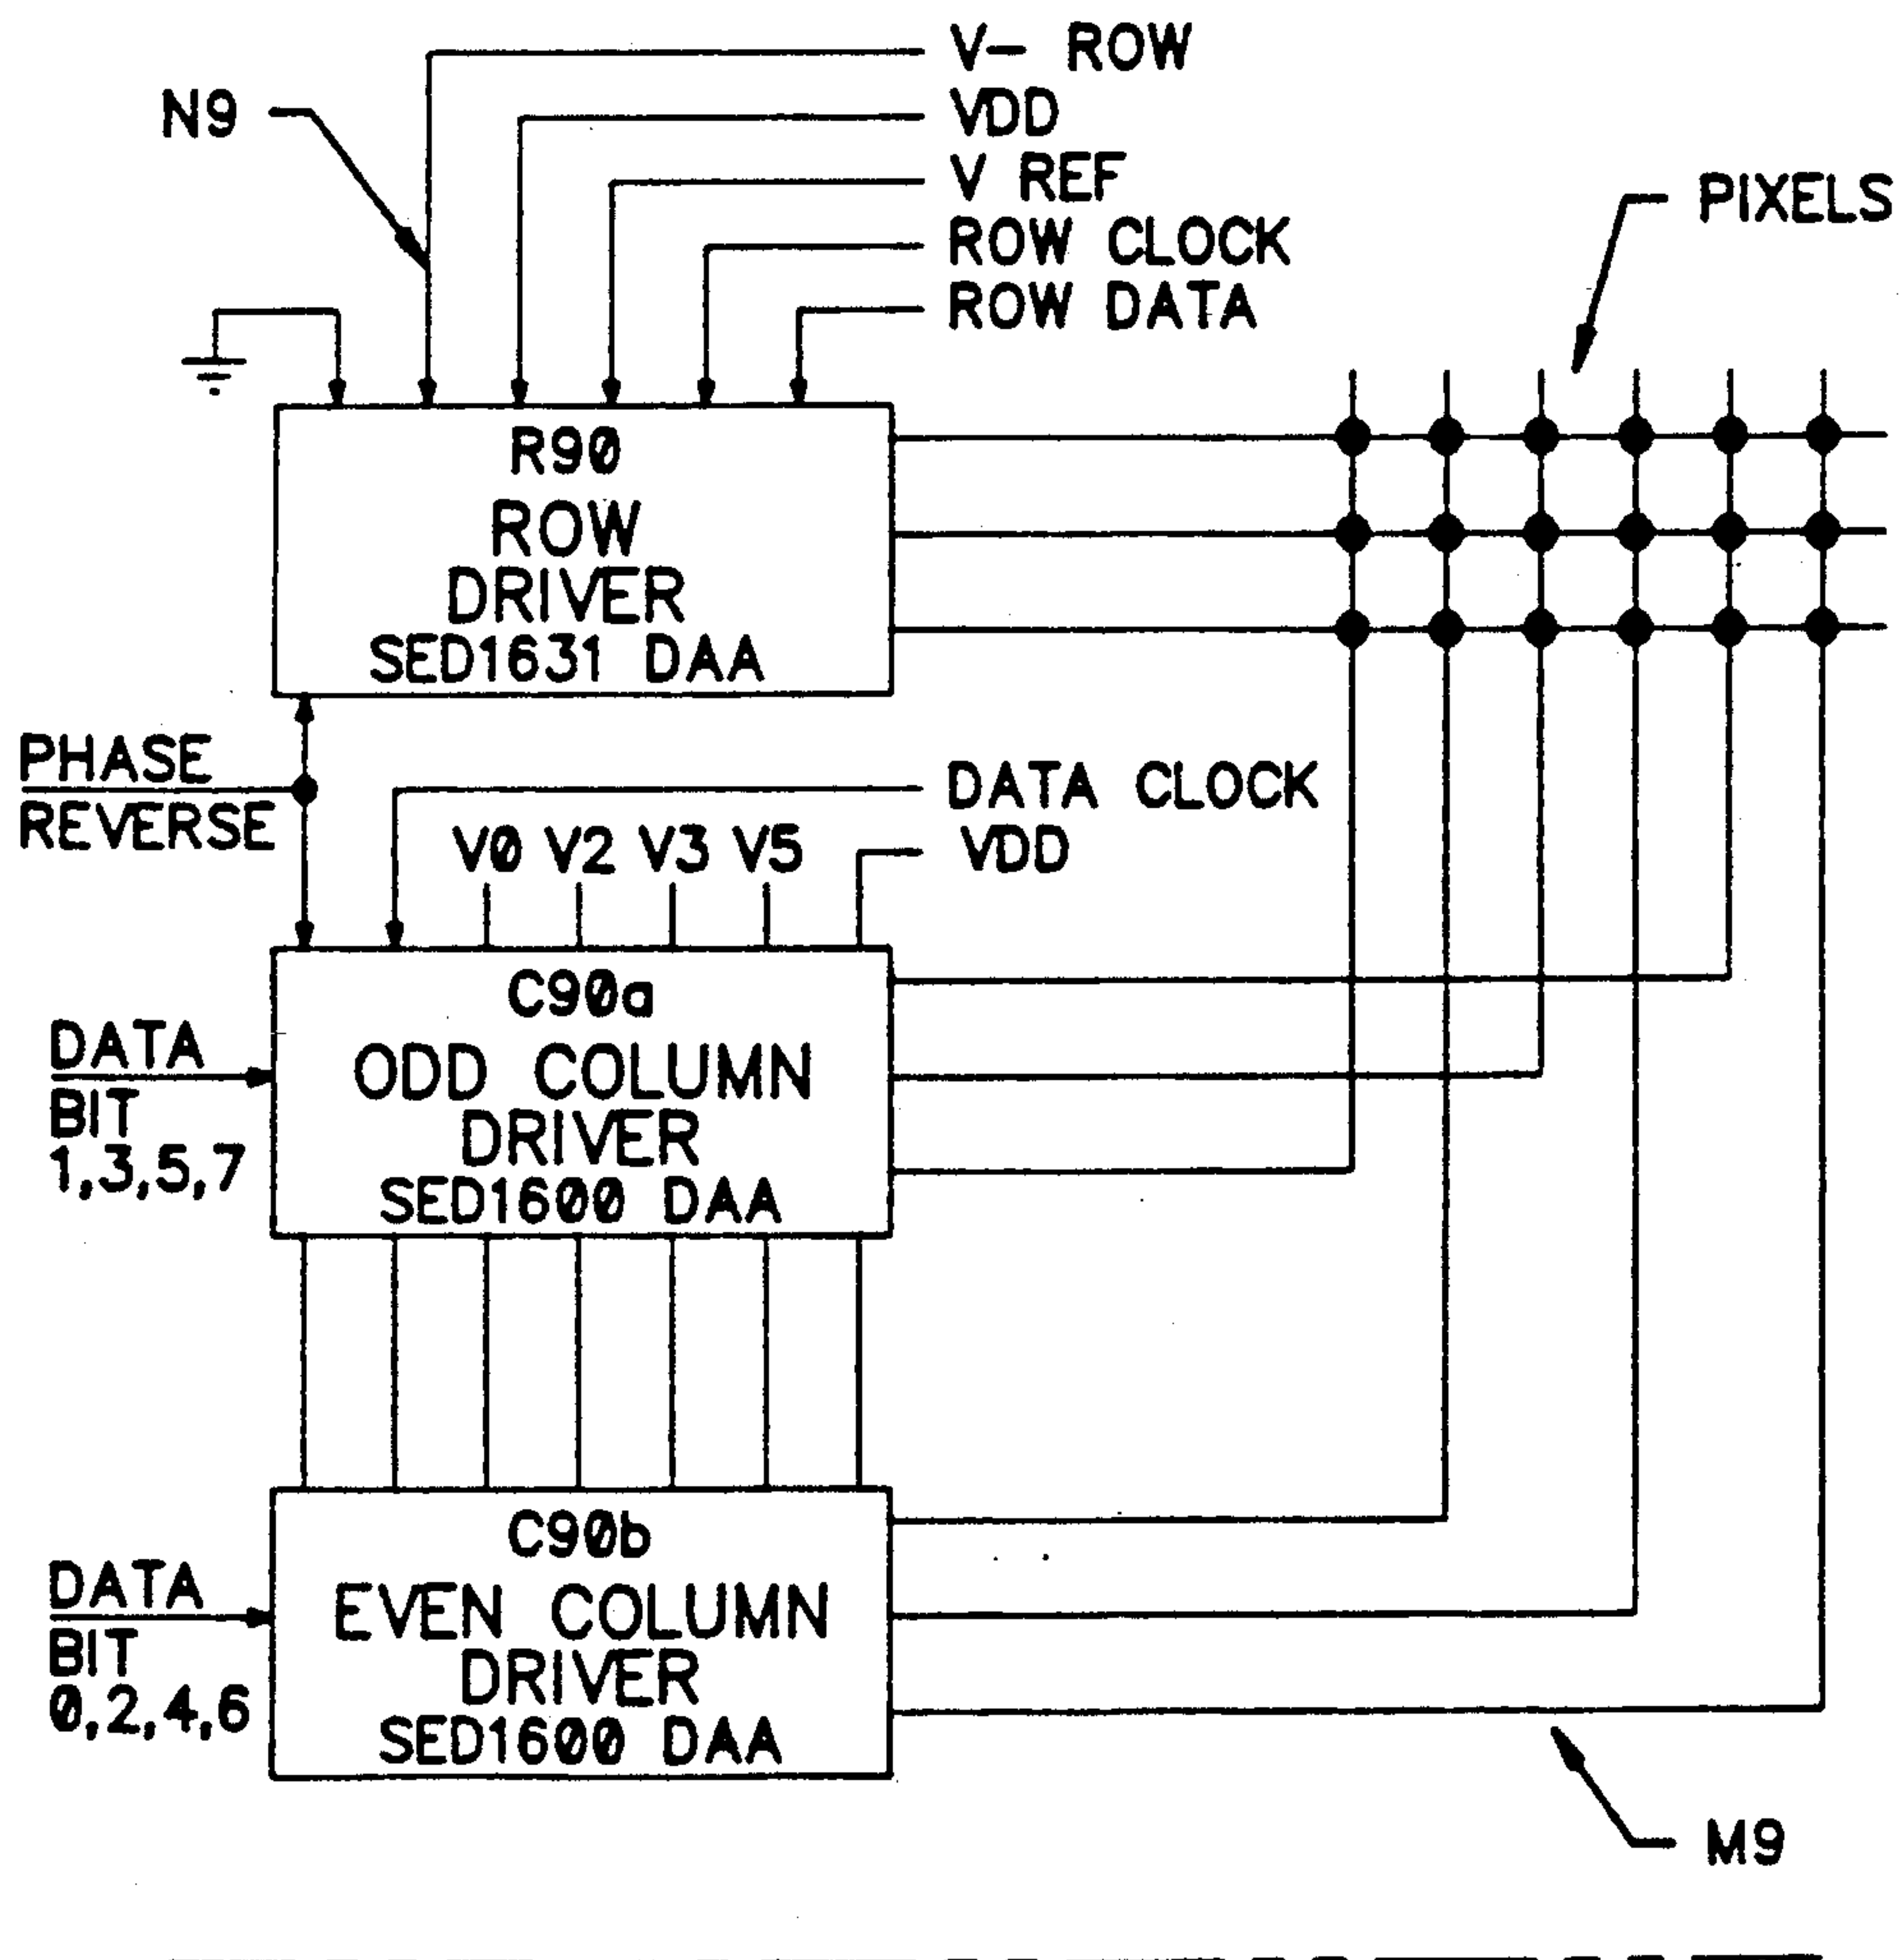 V- ROW
N9
VDD
V REF
PIXELS
ROW CLOCK
ROW DATA
R90
ROW
DRIVER
SED1631 DAA
PHASE
REVERSE
DATA CLOCK
V0 V2 V3 V5
VDD
C90a
ODD COLUMN
DRIVER
SED1600 DAA
DATA
BIT
1,3,5,7
C90b
EVEN COLUMN
DRIVER
SED1600 DAA
DATA
BIT
0,2,4,6
M9